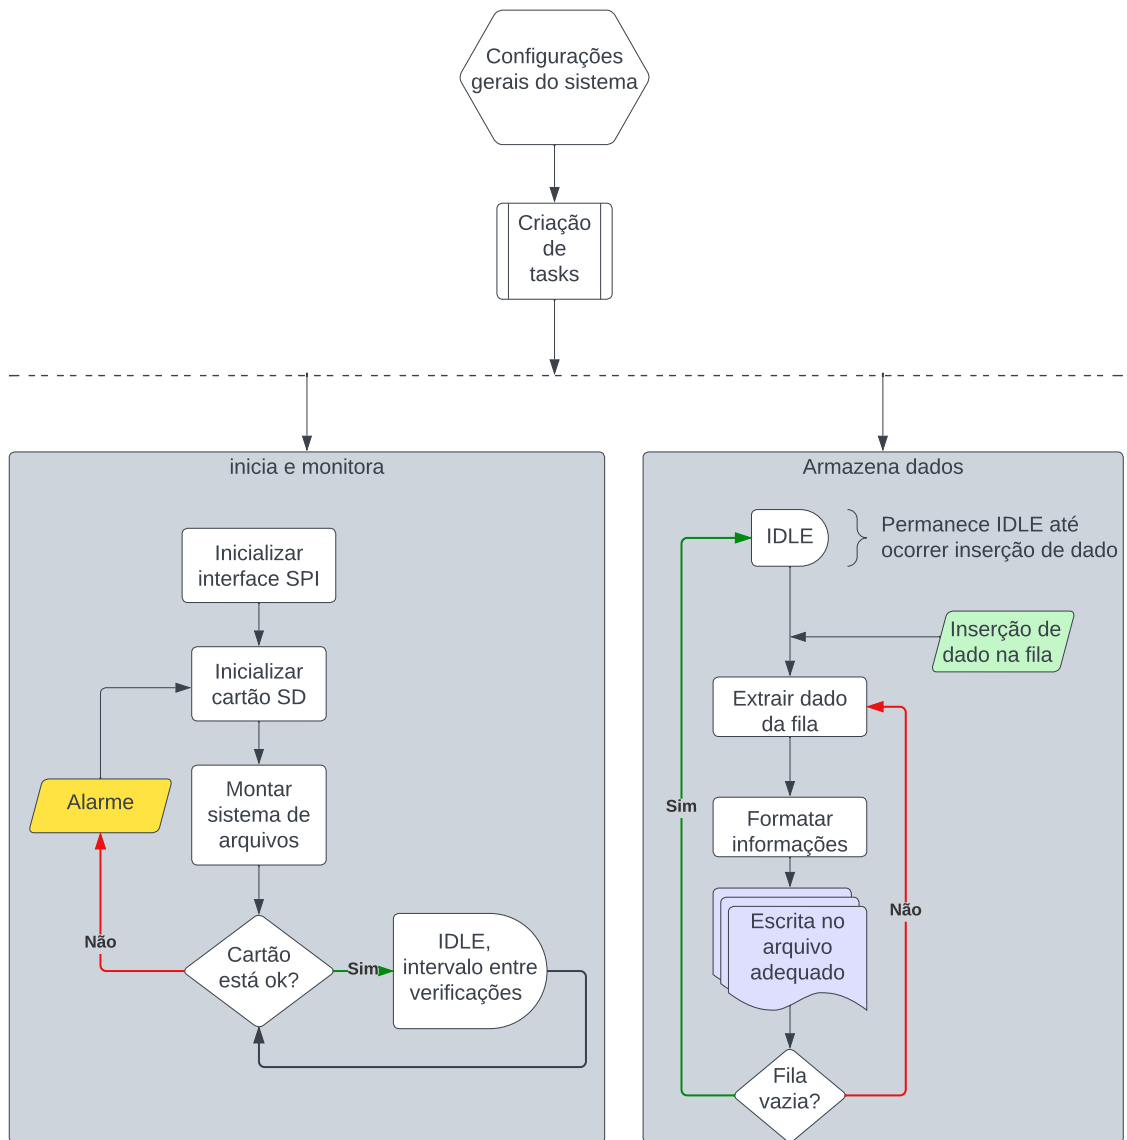 Configurações
gerais do sistema
Criação
de
tasks
inicia e monitora
Inicializar
interface SPI
Inicializar
cartão SD
Montar
sistema de
arquivos
Alarme
Não
Cartão
está ok?
Sim
IDLE,
intervalo entre
verificações
Armazena dados
IDLE
Permanece IDLE até
ocorrer inserção de dado
Inserção de
dado na fila
Extrair dado
da fila
Sim
Formatar
informações
Não
Escrita no
arquivo
adequado
Fila
vazia?